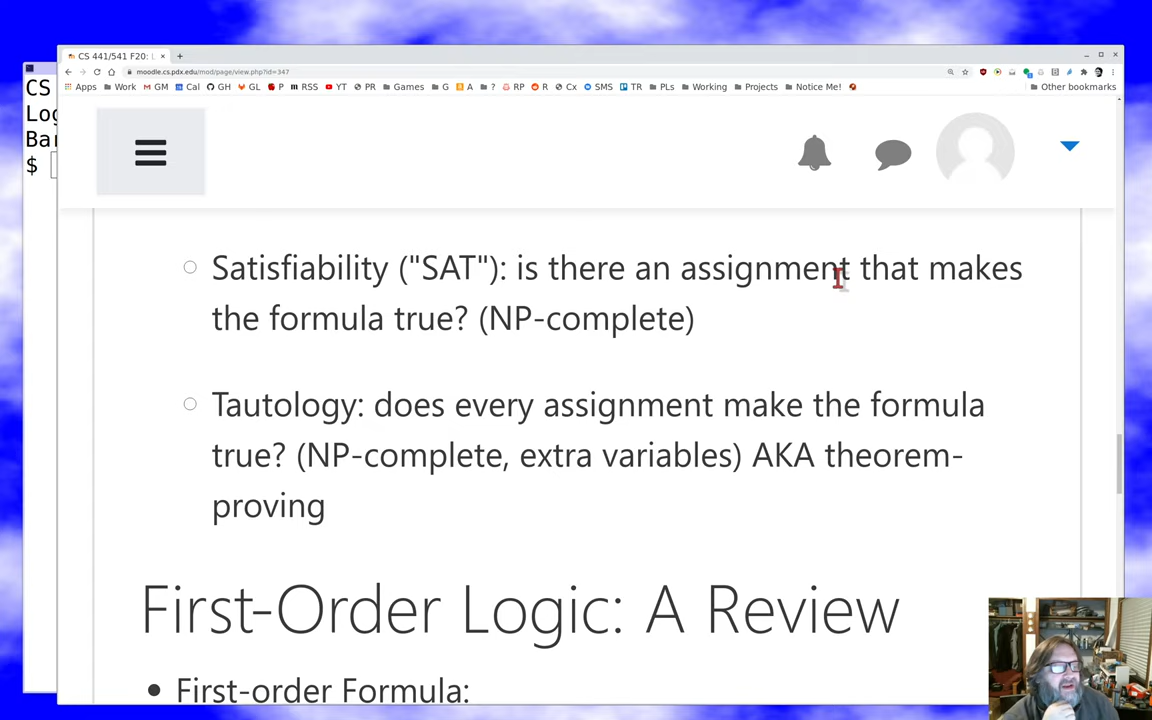 CS 441/541 F20: L
moodle.cs.pdx.edu/mod/page/view.php?id=347
Apps Work GM Cal GH GL P RSS YT PR Games G A ? RP R Cx SMS TR PLs Working Projects Notice Me! Other bookmarks
CS
Log
Bar
$
Satisfiability ("SAT"): is there an assignment that makes
the formula true? (NP-complete)
Tautology: does every assignment make the formula
true? (NP-complete, extra variables) AKA theorem-
proving
First-Order Logic: A Review
First-order Formula: